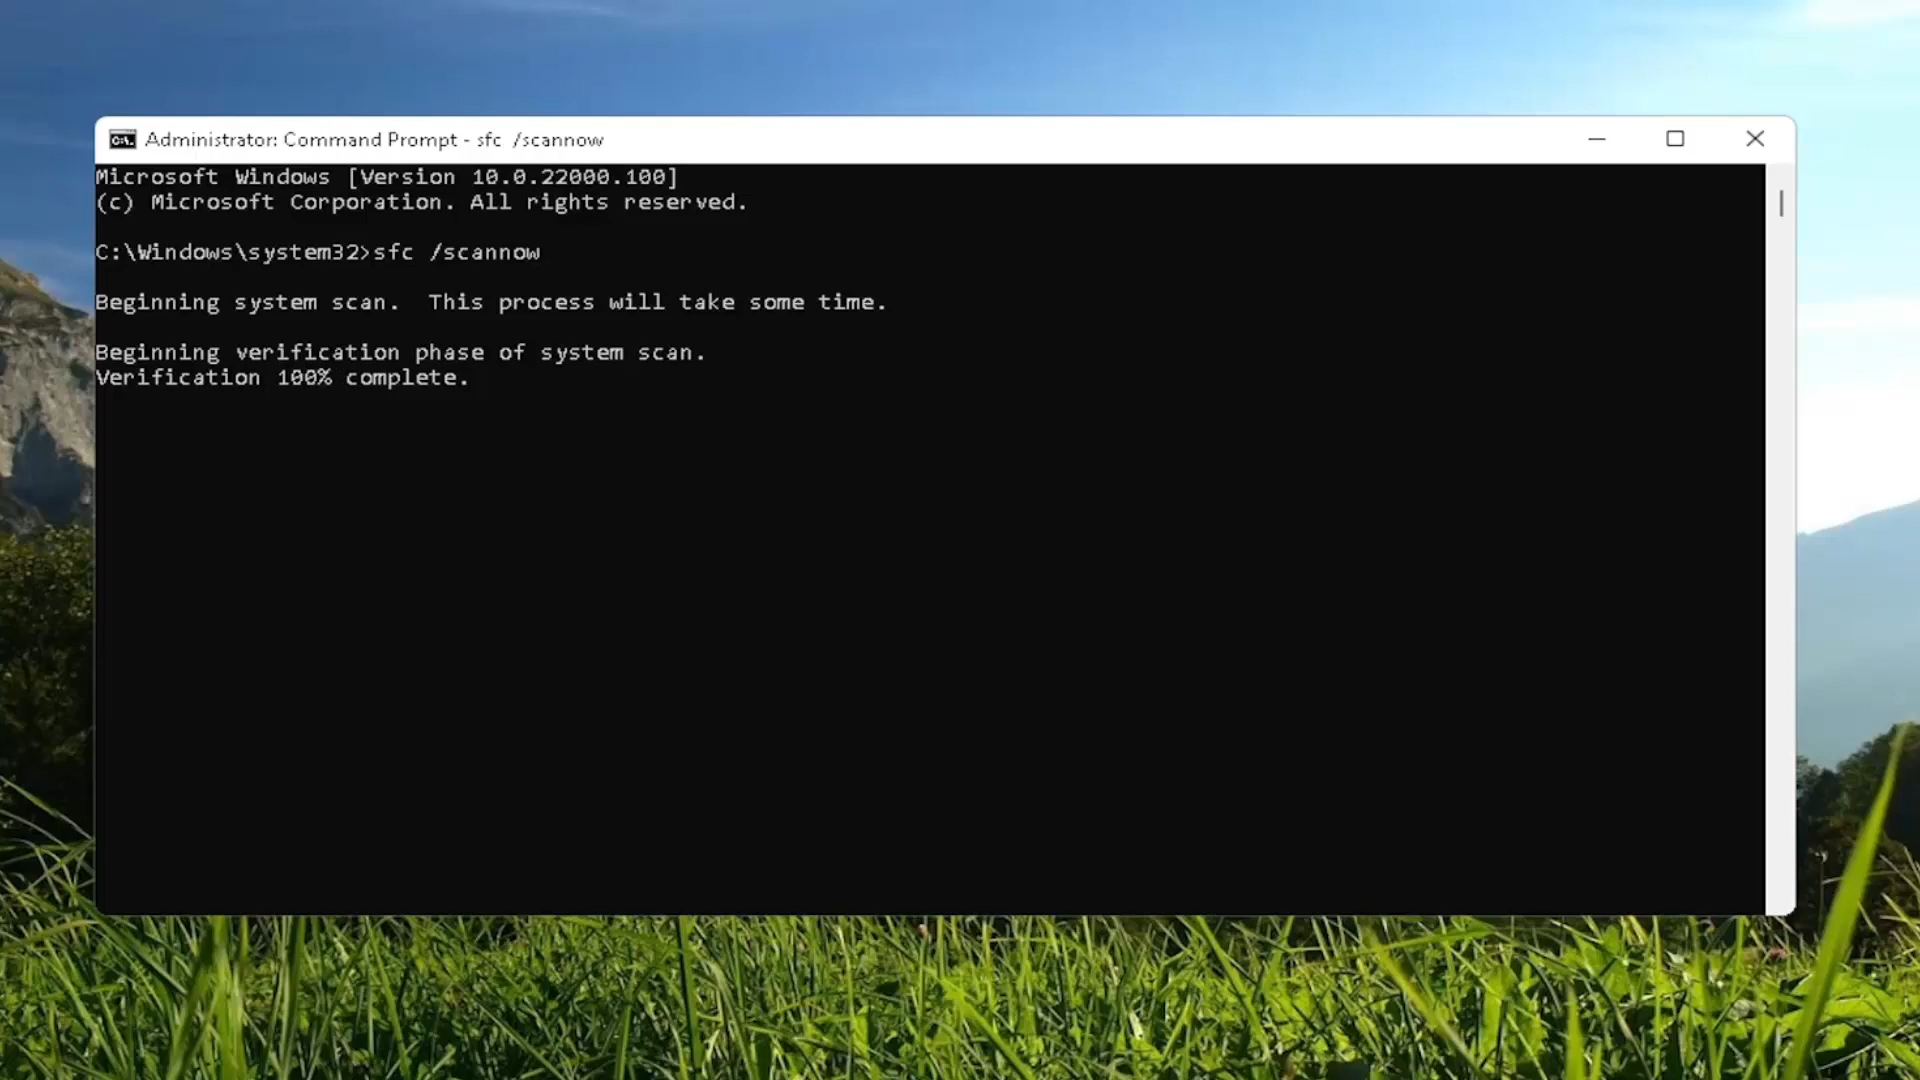 Administrator: Command Prompt - sfc  /scannow
Microsoft Windows [Version 10.0.22000.100]
(c) Microsoft Corporation. All rights reserved.
C:\Windows\system32>sfc /scannow
Beginning system scan.  This process will take some time.
Beginning verification phase of system scan.
Verification 100% complete.